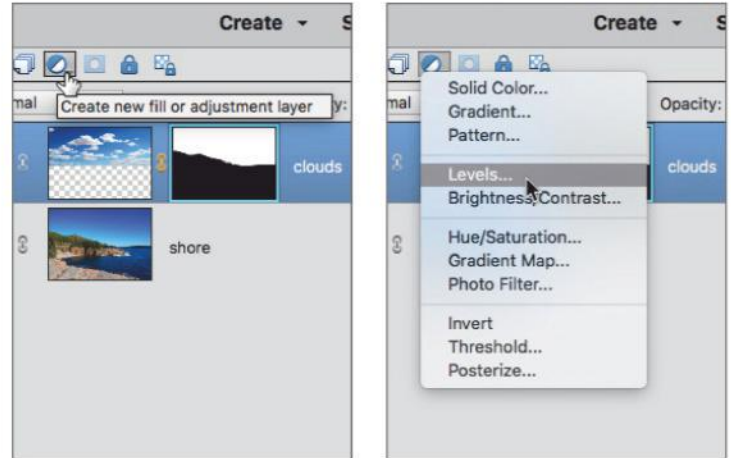 Create
S
Create new fill or adjustment layer
mal
y:
clouds
shore
Create
S
mal
Opacity:
Solid Color...
Gradient...
Pattern...
Levels...
Brightness/Contrast...
Hue/Saturation...
Gradient Map...
Photo Filter...
Invert
Threshold...
Posterize...
clouds